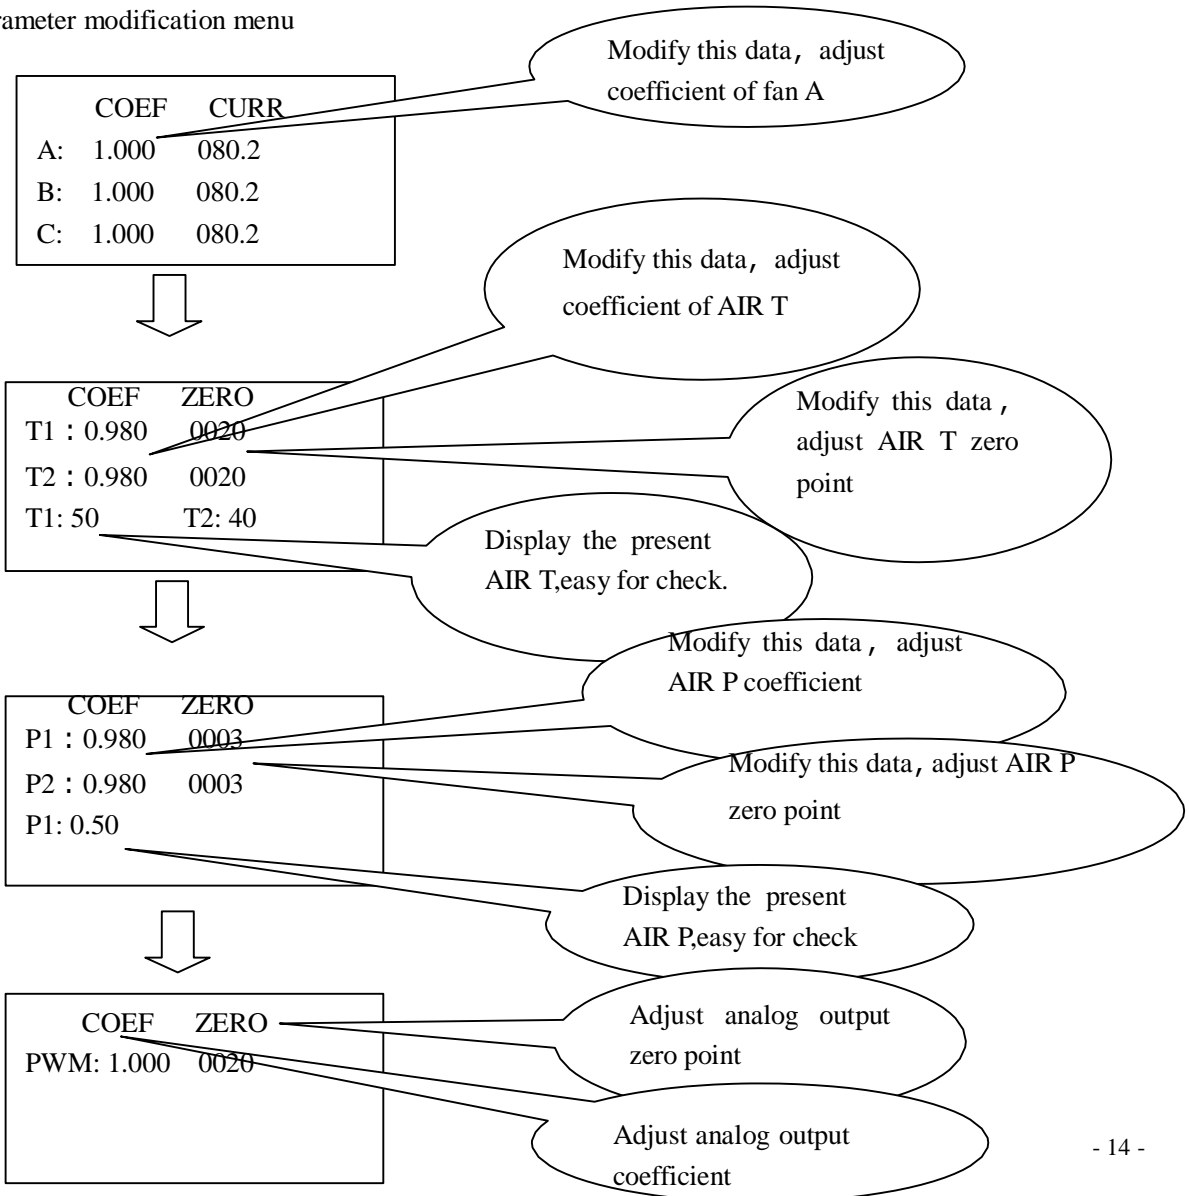 rameter modification menu
Modify this data, adjust
coefficient of fan A
COEF CURR
A: 1.000 080.2
B: 1.000 080.2
C: 1.000 080.2
Modify this data, adjust
coefficient of AIR T
COEF ZERO
T1 : 0.980 0020
T2 : 0.980 0020
T1: 50 T2: 40
Modify this data ,
adjust AIR T zero
point
Display the present
AIR T,easy for check.
Modify this data , adjust
AIR P coefficient
COEF ZERO
P1 : 0.980 0003
P2 : 0.980 0003
P1: 0.50
Modify this data, adjust AIR P
zero point
Display the present
AIR P,easy for check
COEF ZERO
PWM: 1.000 0020
Adjust analog output
zero point
Adjust analog output
coefficient
- 14 -